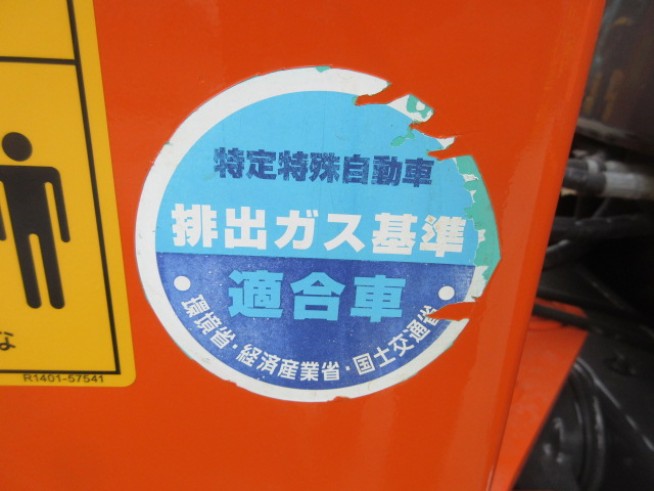 特定特殊自動車
排出ガス基準
適合車
・環境省・経済産業省・国土交通省・
な
R1401-57541